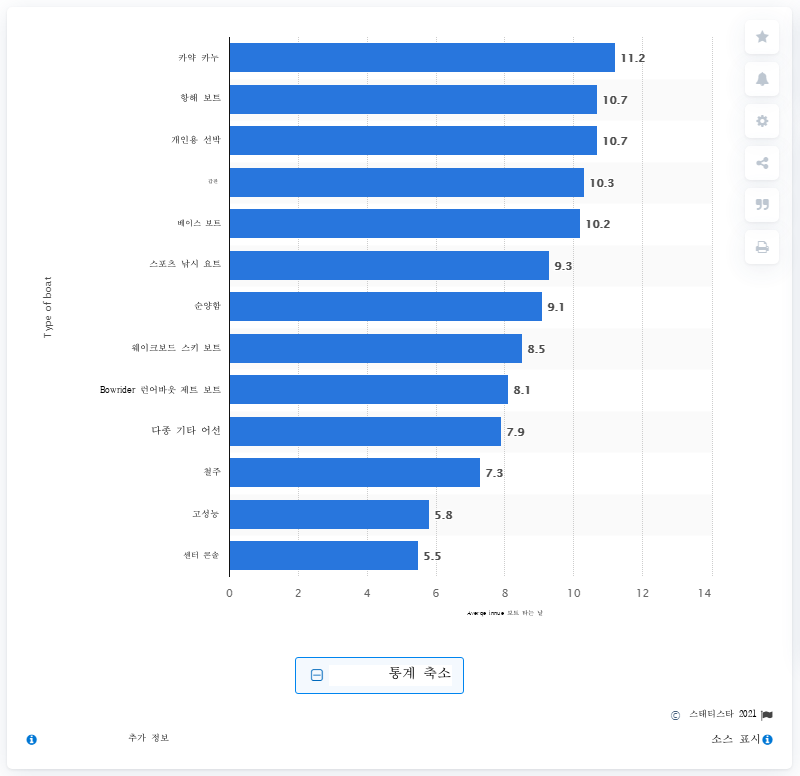 카약 카누 11.2
항해 보트 10.7
개인용 선박 10.7
10.3
베이스 보트 10.2
스포츠 낚시 요트 9.3
순양함 9.1
웨이크보드 스키 보트 8.5
Bowrider 런어바웃 제트 보트 8.1
다종 기타 어선 7.9
철주 7.3
고성능 5.8
센터 콘솔 5.5
Type of boat
0 2 4 6 8 10 12 14
보트 타는 날
통계 축소
© 스태티스타 2021
추가 정보
소스 표시